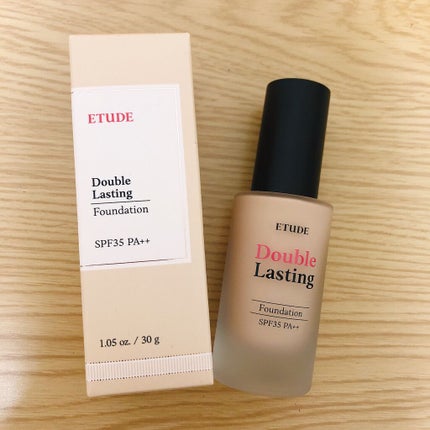 ETUDE
Double
Lasting
Foundation
SPF35 PA++
1.05 oz. / 30 g
ETUDE
Double
Lasting
Foundation
SPF35 PA++